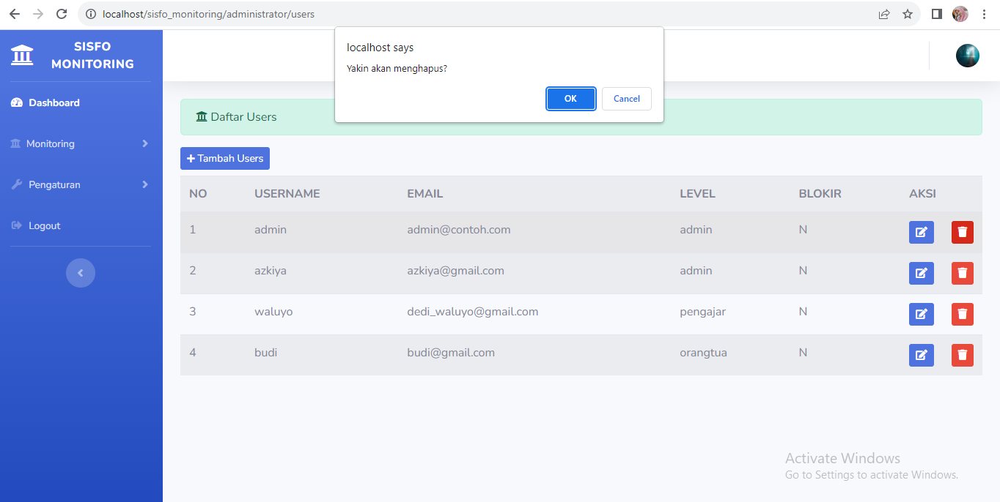 localhost/sisfo_monitoring/administrator/users
SISFO
MONITORING
Dashboard
Monitoring
Pengaturan
Logout
localhost says
Yakin akan menghapus?
OK Cancel
Daftar Users
+ Tambah Users
NO USERNAME EMAIL LEVEL BLOKIR AKSI
1 admin admin@contoh.com admin N
2 azkiya azkiya@gmail.com admin N
3 waluyo dedi_waluyo@gmail.com pengajar N
4 budi budi@gmail.com orangtua N
Activate Windows
Go to Settings to activate Windows.